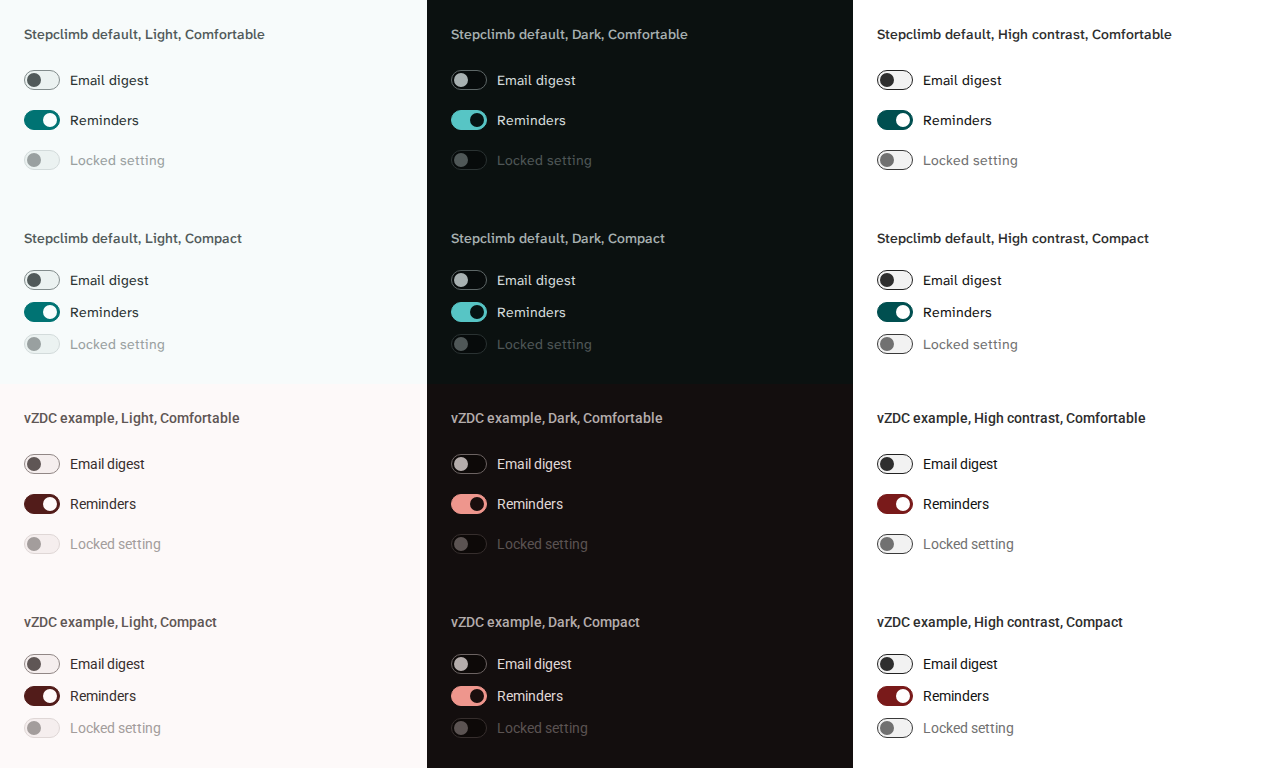 Stepclimb default, Light, Comfortable
Email digest
Reminders
Locked setting
Stepclimb default, Light, Compact
Email digest
Reminders
Locked setting
vZDC example, Light, Comfortable
Email digest
Reminders
Locked setting
vZDC example, Light, Compact
Email digest
Reminders
Locked setting
Stepclimb default, Dark, Comfortable
Email digest
Reminders
Locked setting
Stepclimb default, Dark, Compact
Email digest
Reminders
Locked setting
vZDC example, Dark, Comfortable
Email digest
Reminders
Locked setting
vZDC example, Dark, Compact
Email digest
Reminders
Locked setting
Stepclimb default, High contrast, Comfortable
Email digest
Reminders
Locked setting
Stepclimb default, High contrast, Compact
Email digest
Reminders
Locked setting
vZDC example, High contrast, Comfortable
Email digest
Reminders
Locked setting
vZDC example, High contrast, Compact
Email digest
Reminders
Locked setting